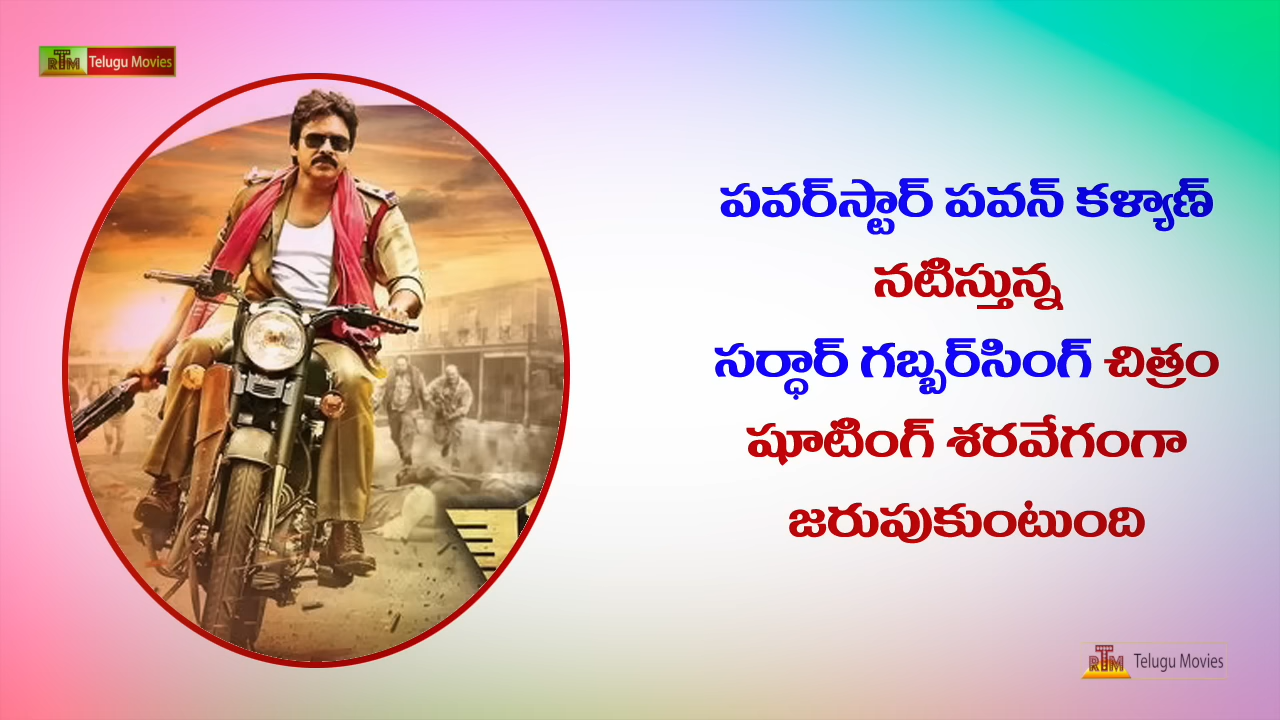 RTM Telugu Movies
పవర్‌స్టార్ పవన్ కళ్యాణ్
నటిస్తున్న
సర్ధార్ గబ్బర్‌సింగ్ చిత్రం
షూటింగ్ శరవేగంగా
జరుపుకుంటుంది
RTM Telugu Movies